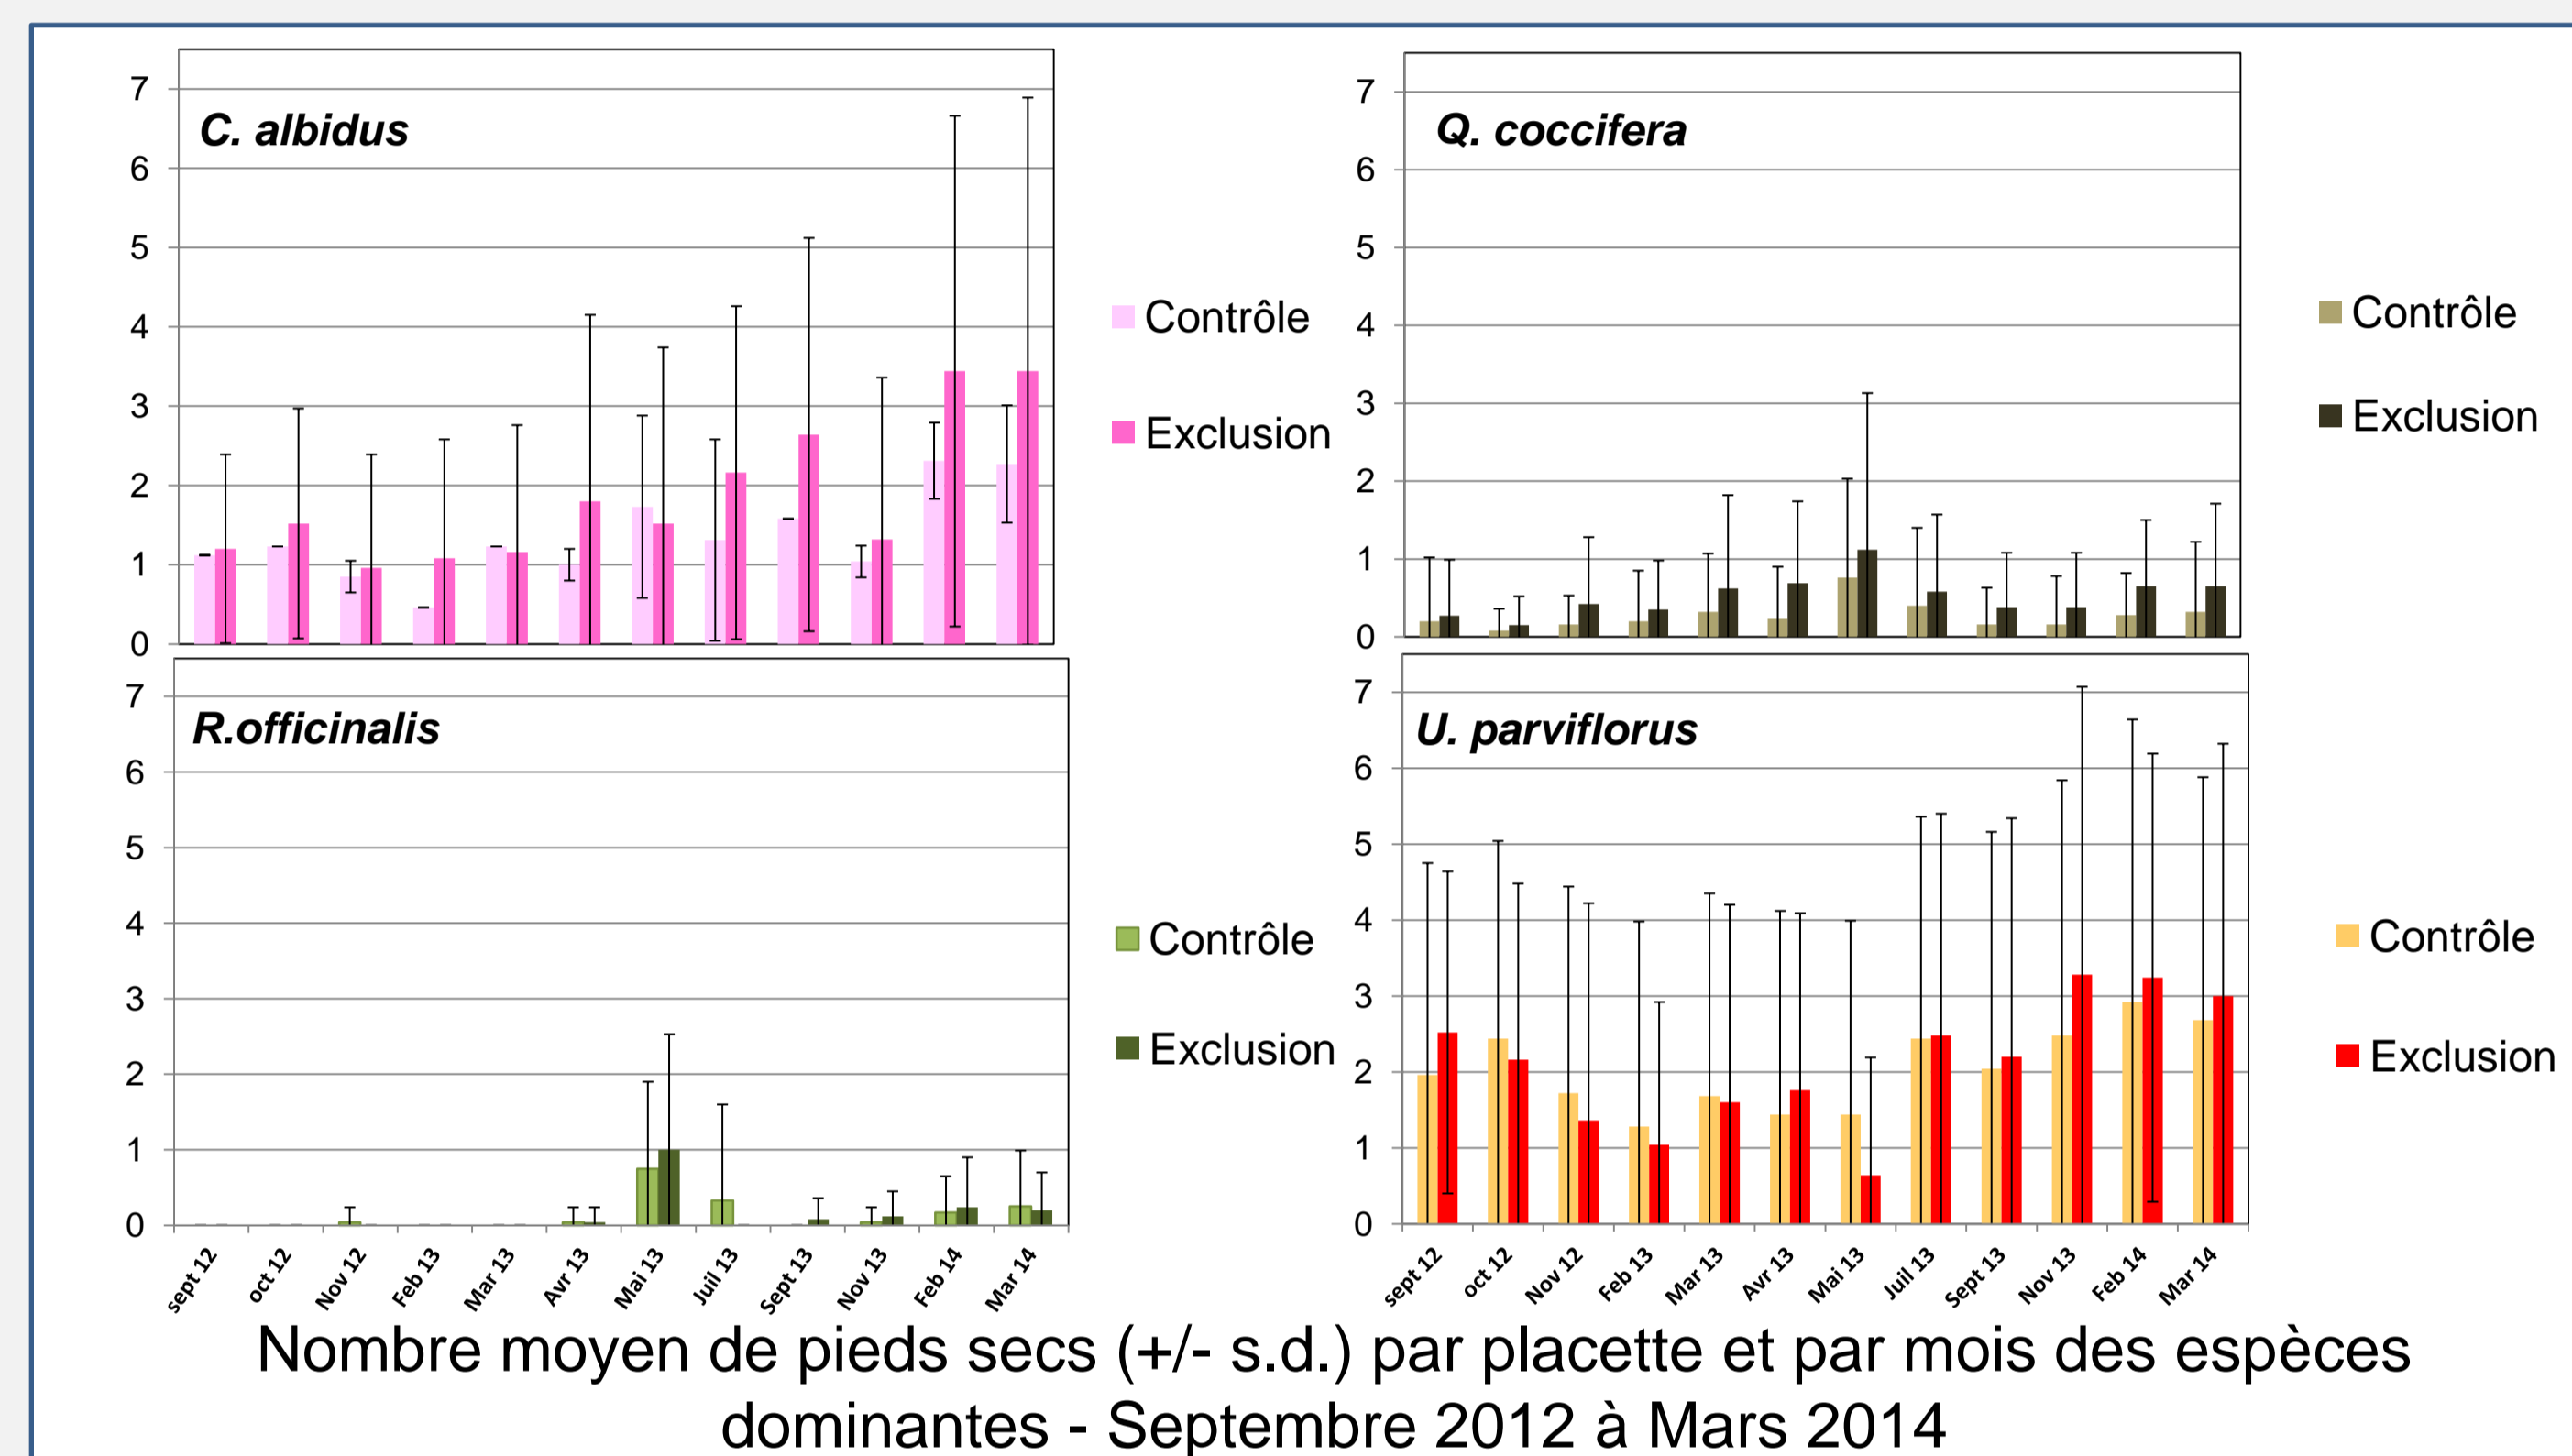 7
6
5
4
3
2
1
0
C. albidus
Contrôle
Exclusion
7
6
5
4
3
2
1
0
Q. coccifera
Contrôle
Exclusion
7
6
5
4
3
2
1
0
R.officinalis
Contrôle
Exclusion
sept 12
oct 12
Nov 12
Feb 13
Mar 13
Avr 13
Mai 13
Juil 13
Sept 13
Nov 13
Feb 14
Mar 14
7
6
5
4
3
2
1
0
U. parviflorus
Contrôle
Exclusion
sept 12
oct 12
Nov 12
Feb 13
Mar 13
Avr 13
Mai 13
Juil 13
Sept 13
Nov 13
Feb 14
Mar 14
Nombre moyen de pieds secs (+/- s.d.) par placette et par mois des espèces
dominantes - Septembre 2012 à Mars 2014